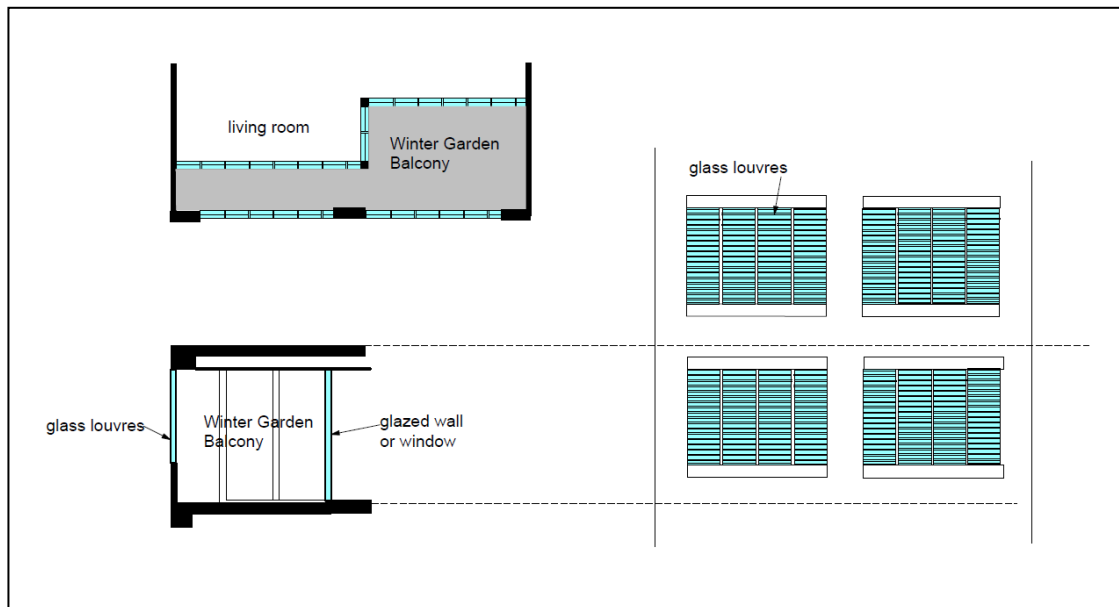 living room
Winter Garden
Balcony
glass louvres
glass louvres
Winter Garden
Balcony
glazed wall
or window